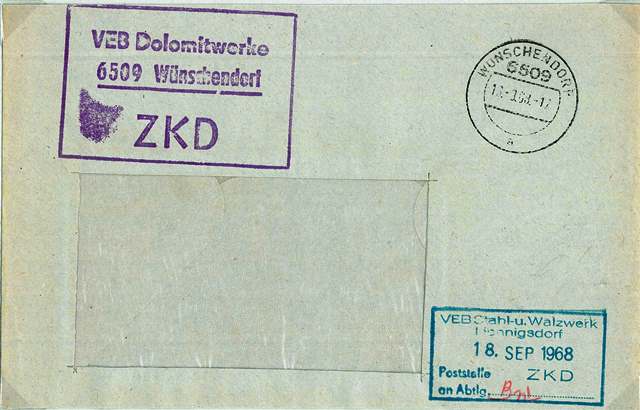 VEB Dolomitwerke
6509 Wünschendorf
ZKD
WÜNSCHENDORF
6509
a
VEB Stahl-u. Walzwerk
Hennigsdorf
18. SEP 1968
Poststelle ZKD
an Abtlg.